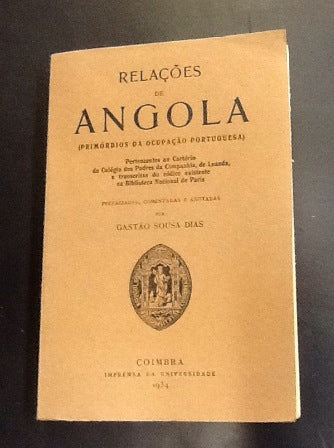 RELAÇÕES
DE
ANGOLA
(PRIMÓRDIOS DA OCUPAÇÃO PORTUGUESA)
Pertencentes ao Cartório
do Colégio dos Padres da Companhia, de Luanda,
e transcritas do códice existente
na Biblioteca Nacional de Paris
PREFACIADAS, COMENTADAS E ANOTADAS
POR
GASTÃO SOUSA DIAS
COIMBRA
IMPRENSA DA UNIVERSIDADE
1934